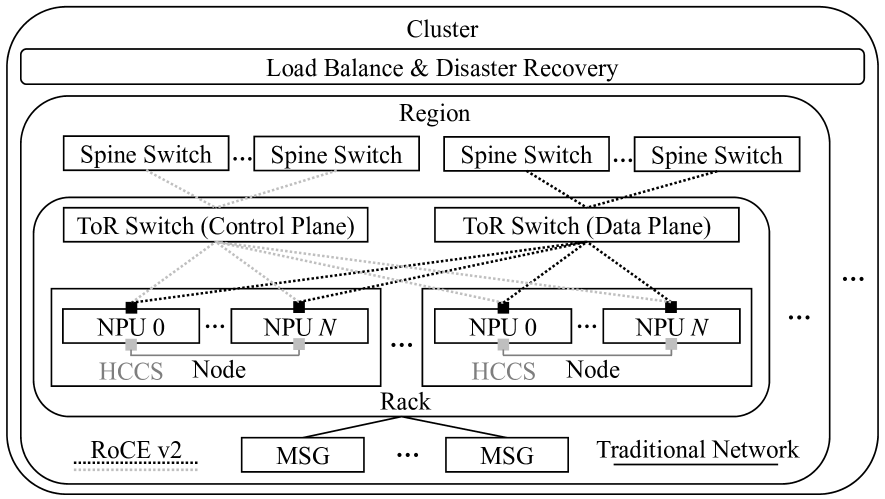 Cluster
Load Balance & Disaster Recovery
Region
Spine Switch ... Spine Switch Spine Switch ... Spine Switch
ToR Switch (Control Plane) ToR Switch (Data Plane)
...
NPU 0 ... NPU N NPU 0 ... NPU N ...
...
HCCS Node HCCS Node
Rack
RoCE v2 MSG ... MSG Traditional Network